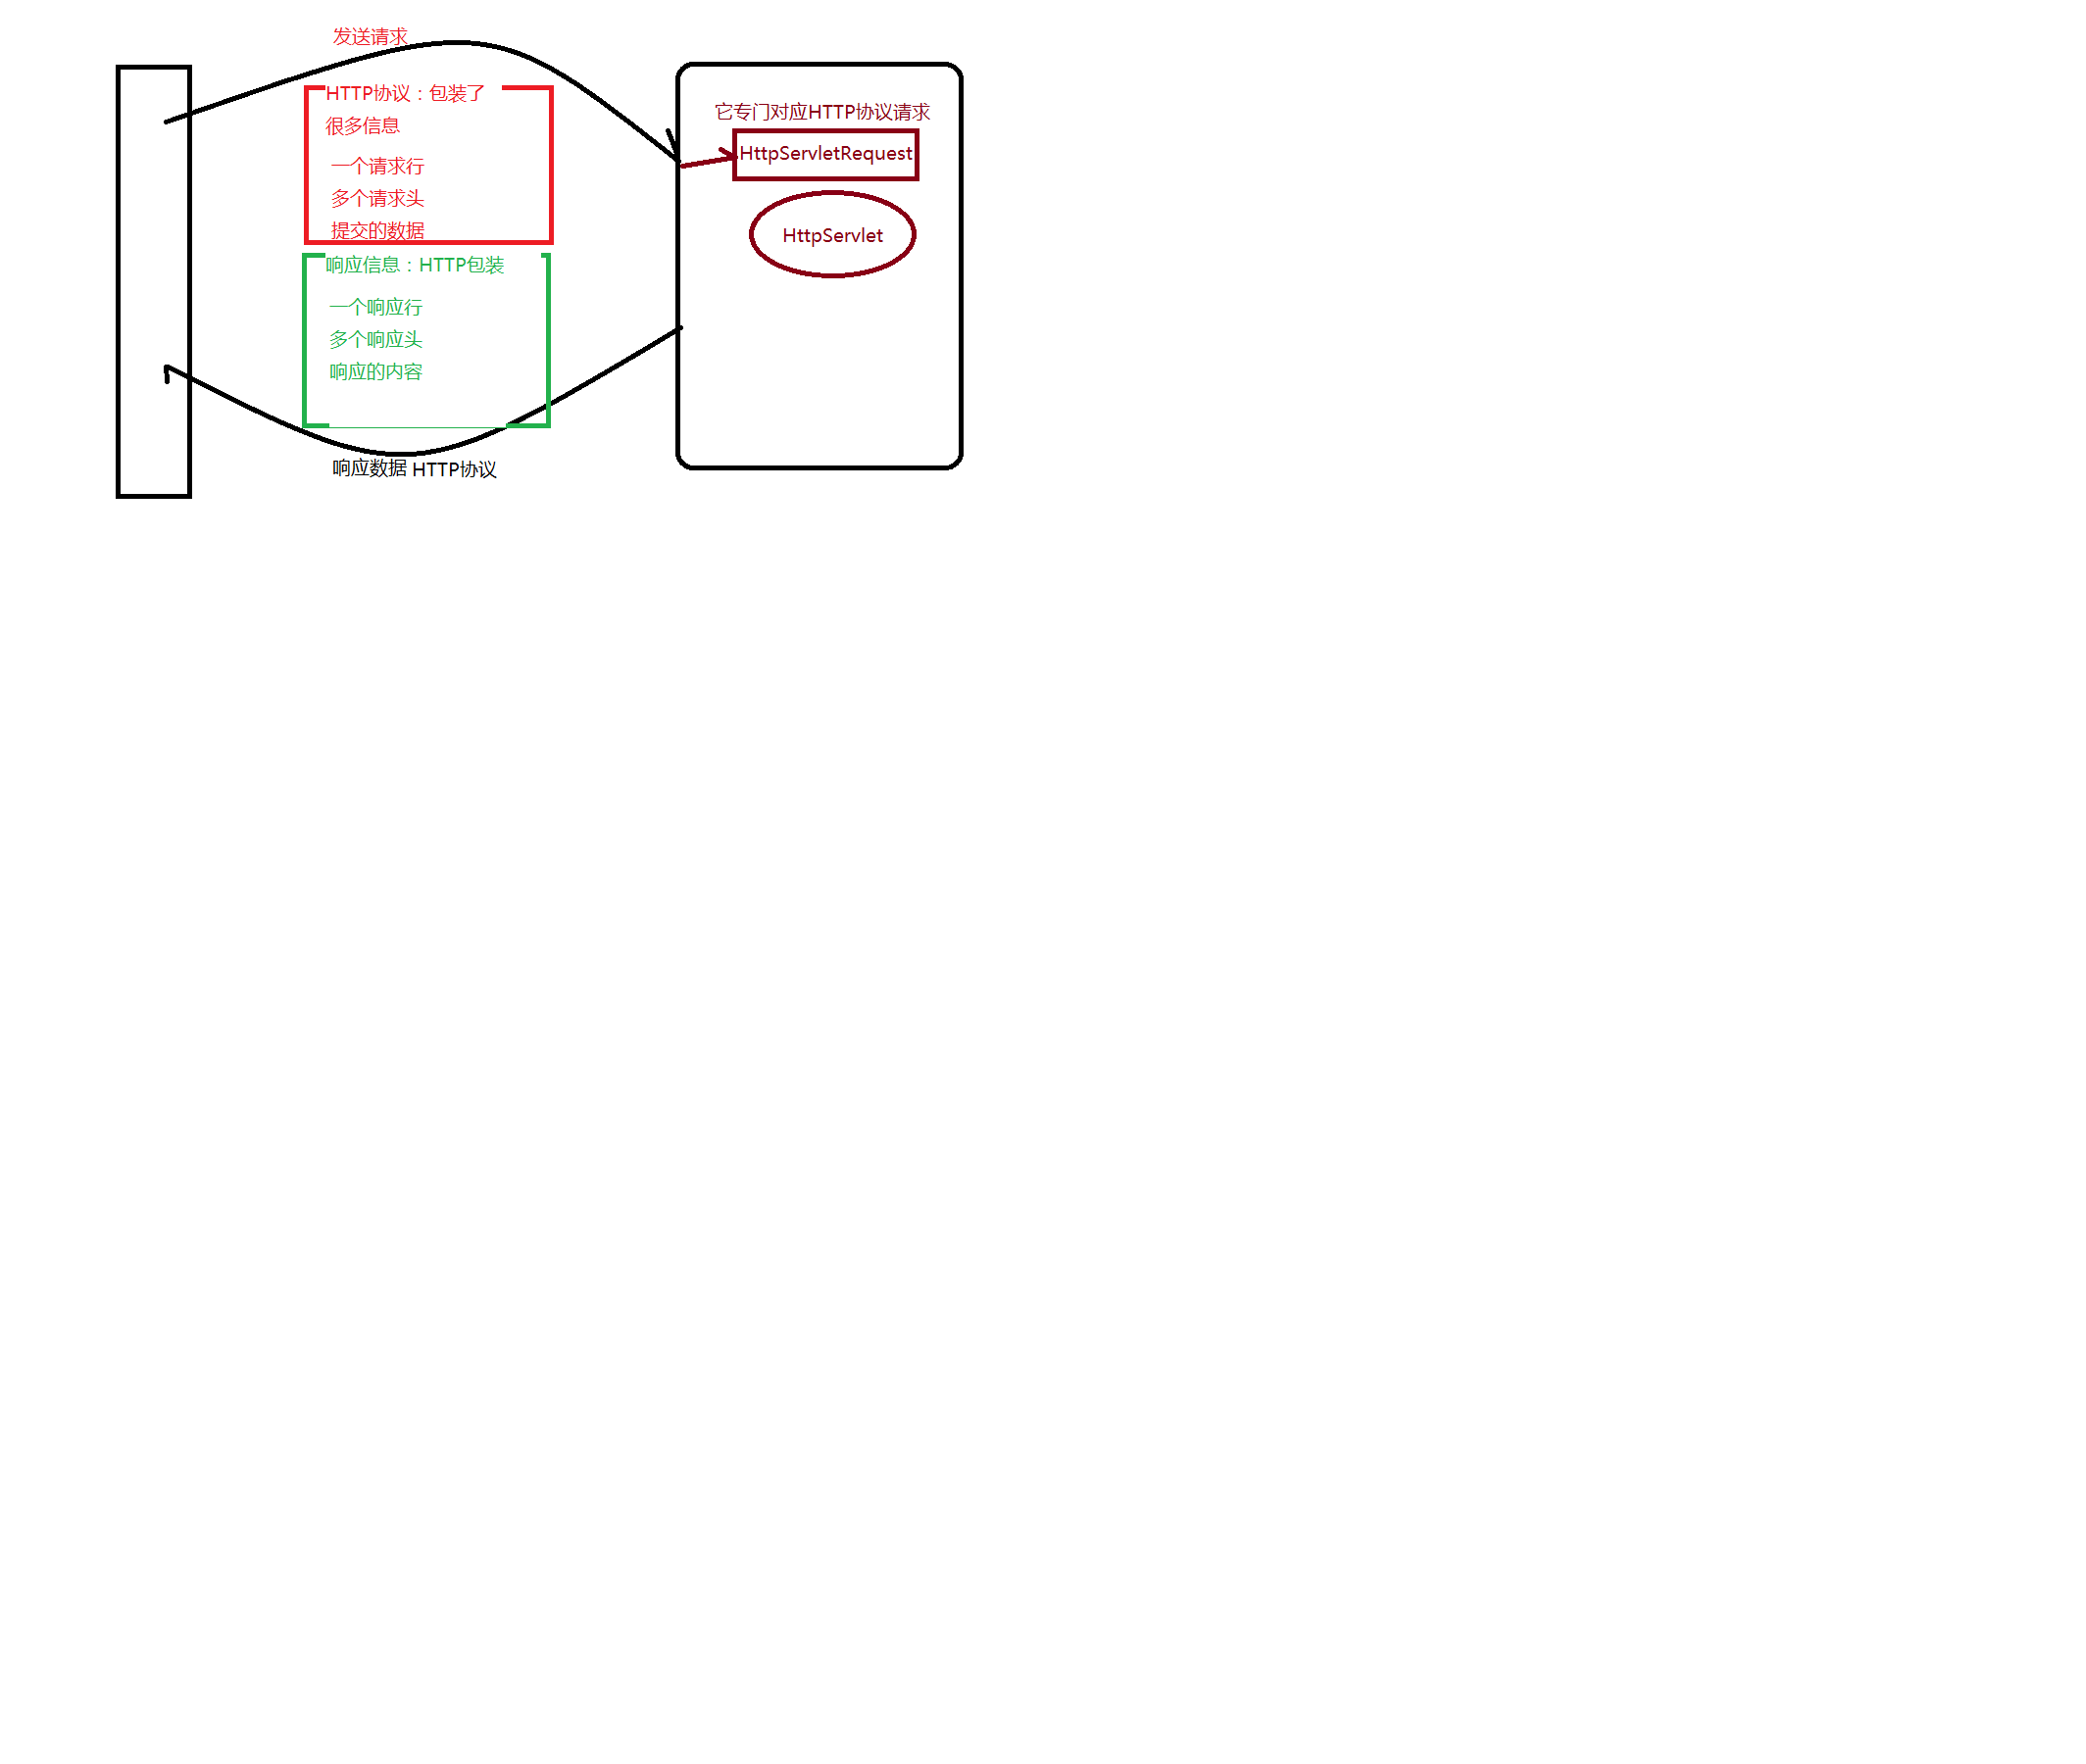 发送请求
HTTP协议：包装了
很多信息
一个请求行
多个请求头
提交的数据
响应信息：HTTP包装
一个响应行
多个响应头
响应的内容
响应数据 HTTP协议
它专门对应HTTP协议请求
HttpServletRequest
HttpServlet